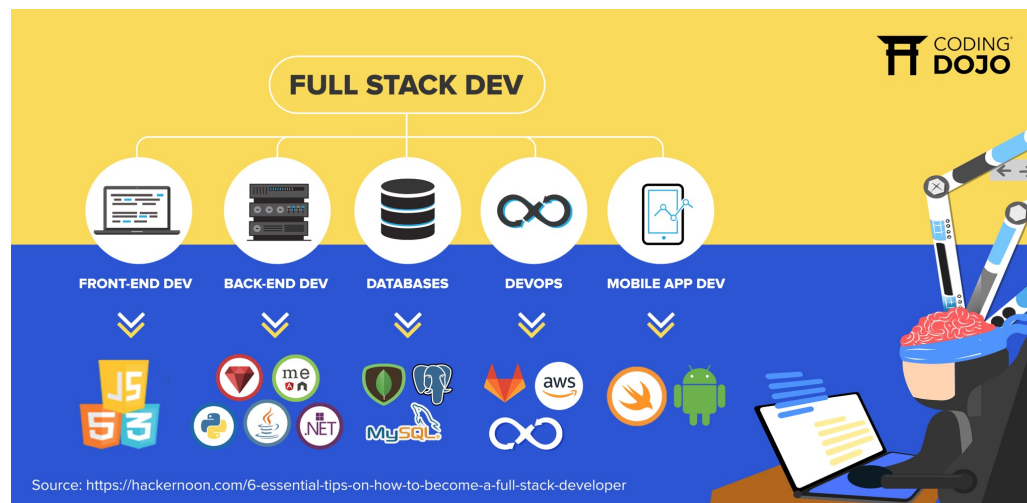 CODING
DOJO
FULL STACK DEV
FRONT-END DEV
BACK-END DEV
DATABASES
DEVOPS
MOBILE APP DEV
JS
5
3
me
A n
.NET
MySQL
aws
Source: https://hackernoon.com/6-essential-tips-on-how-to-become-a-full-stack-developer